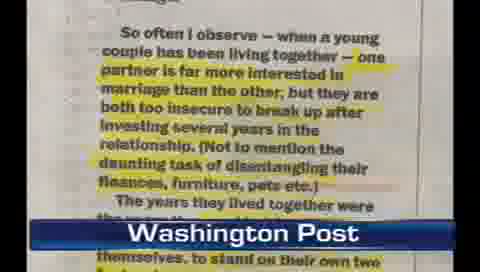 So often I observe – when a young
couple has been living together – one
partner is far more interested in
marriage than the other, but they are
both too insecure to break up after
investing several years in the
relationship. (Not to mention the
daunting task of disentangling their
finances, furniture, pets etc.)
The years they lived together were
the
Washington Post
themselves, to stand on their own two